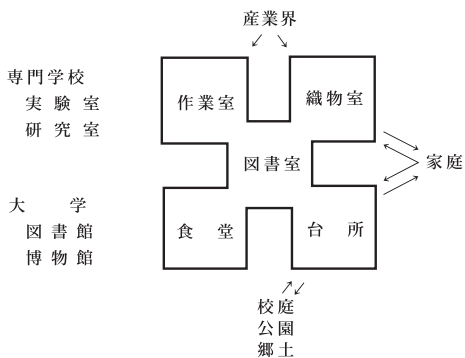 産業界
専門学校
実験室
研究室
作業室
織物室
図書室
家庭
大学
図書館
博物館
食堂
台所
校庭
公園
郷土